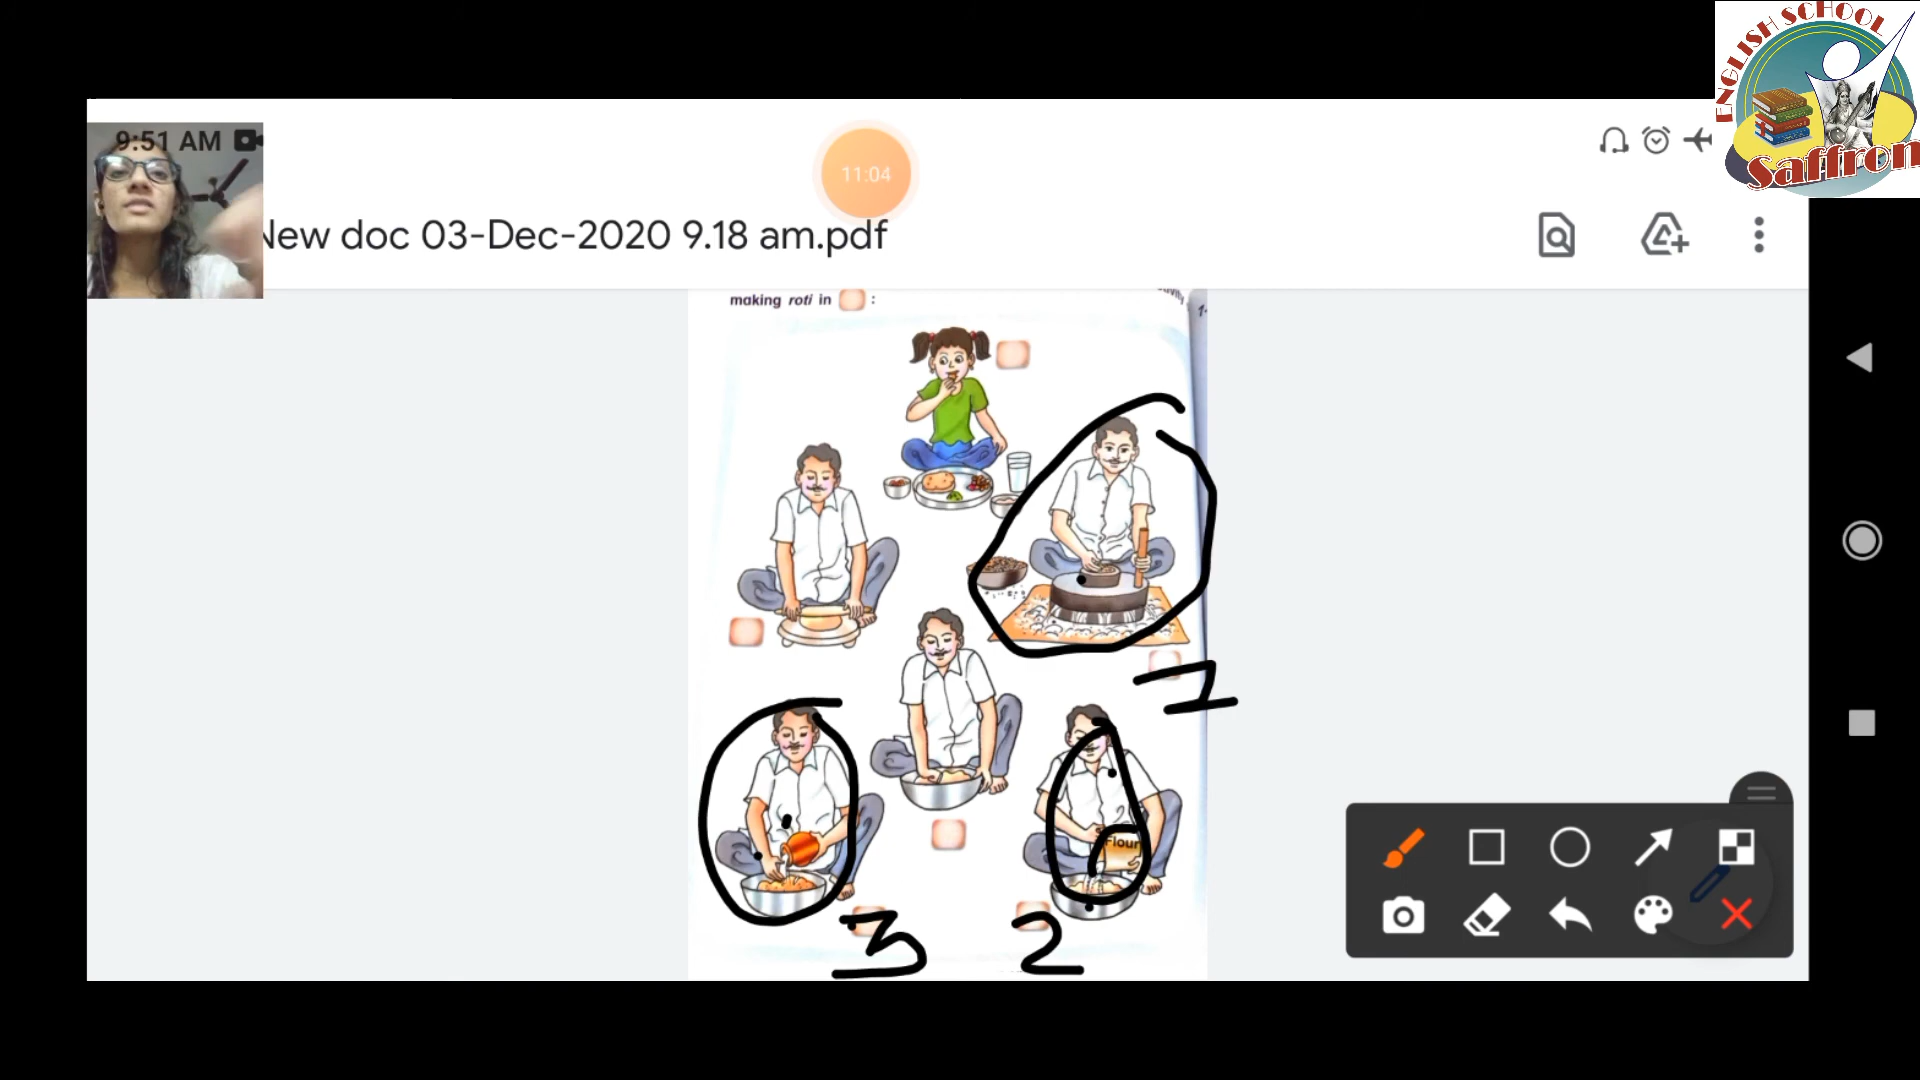 ENGLISH SCHOOL
Saffron
9:51 AM
11:04
New doc 03-Dec-2020 9.18 am.pdf
making roti in :
1
Flour
3
2